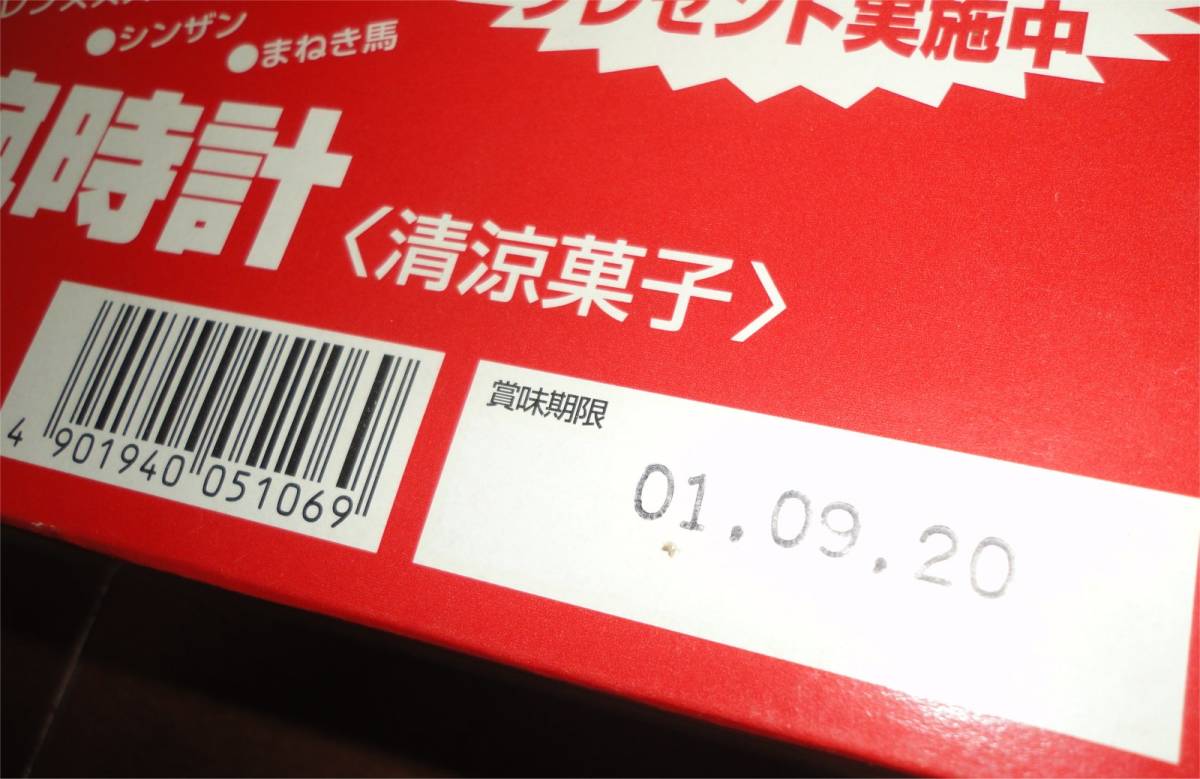 プレゼント実施中
●シンザン
●まねき馬
時計
〈清涼菓子〉
賞味期限
01.09.20
4 901940 051069